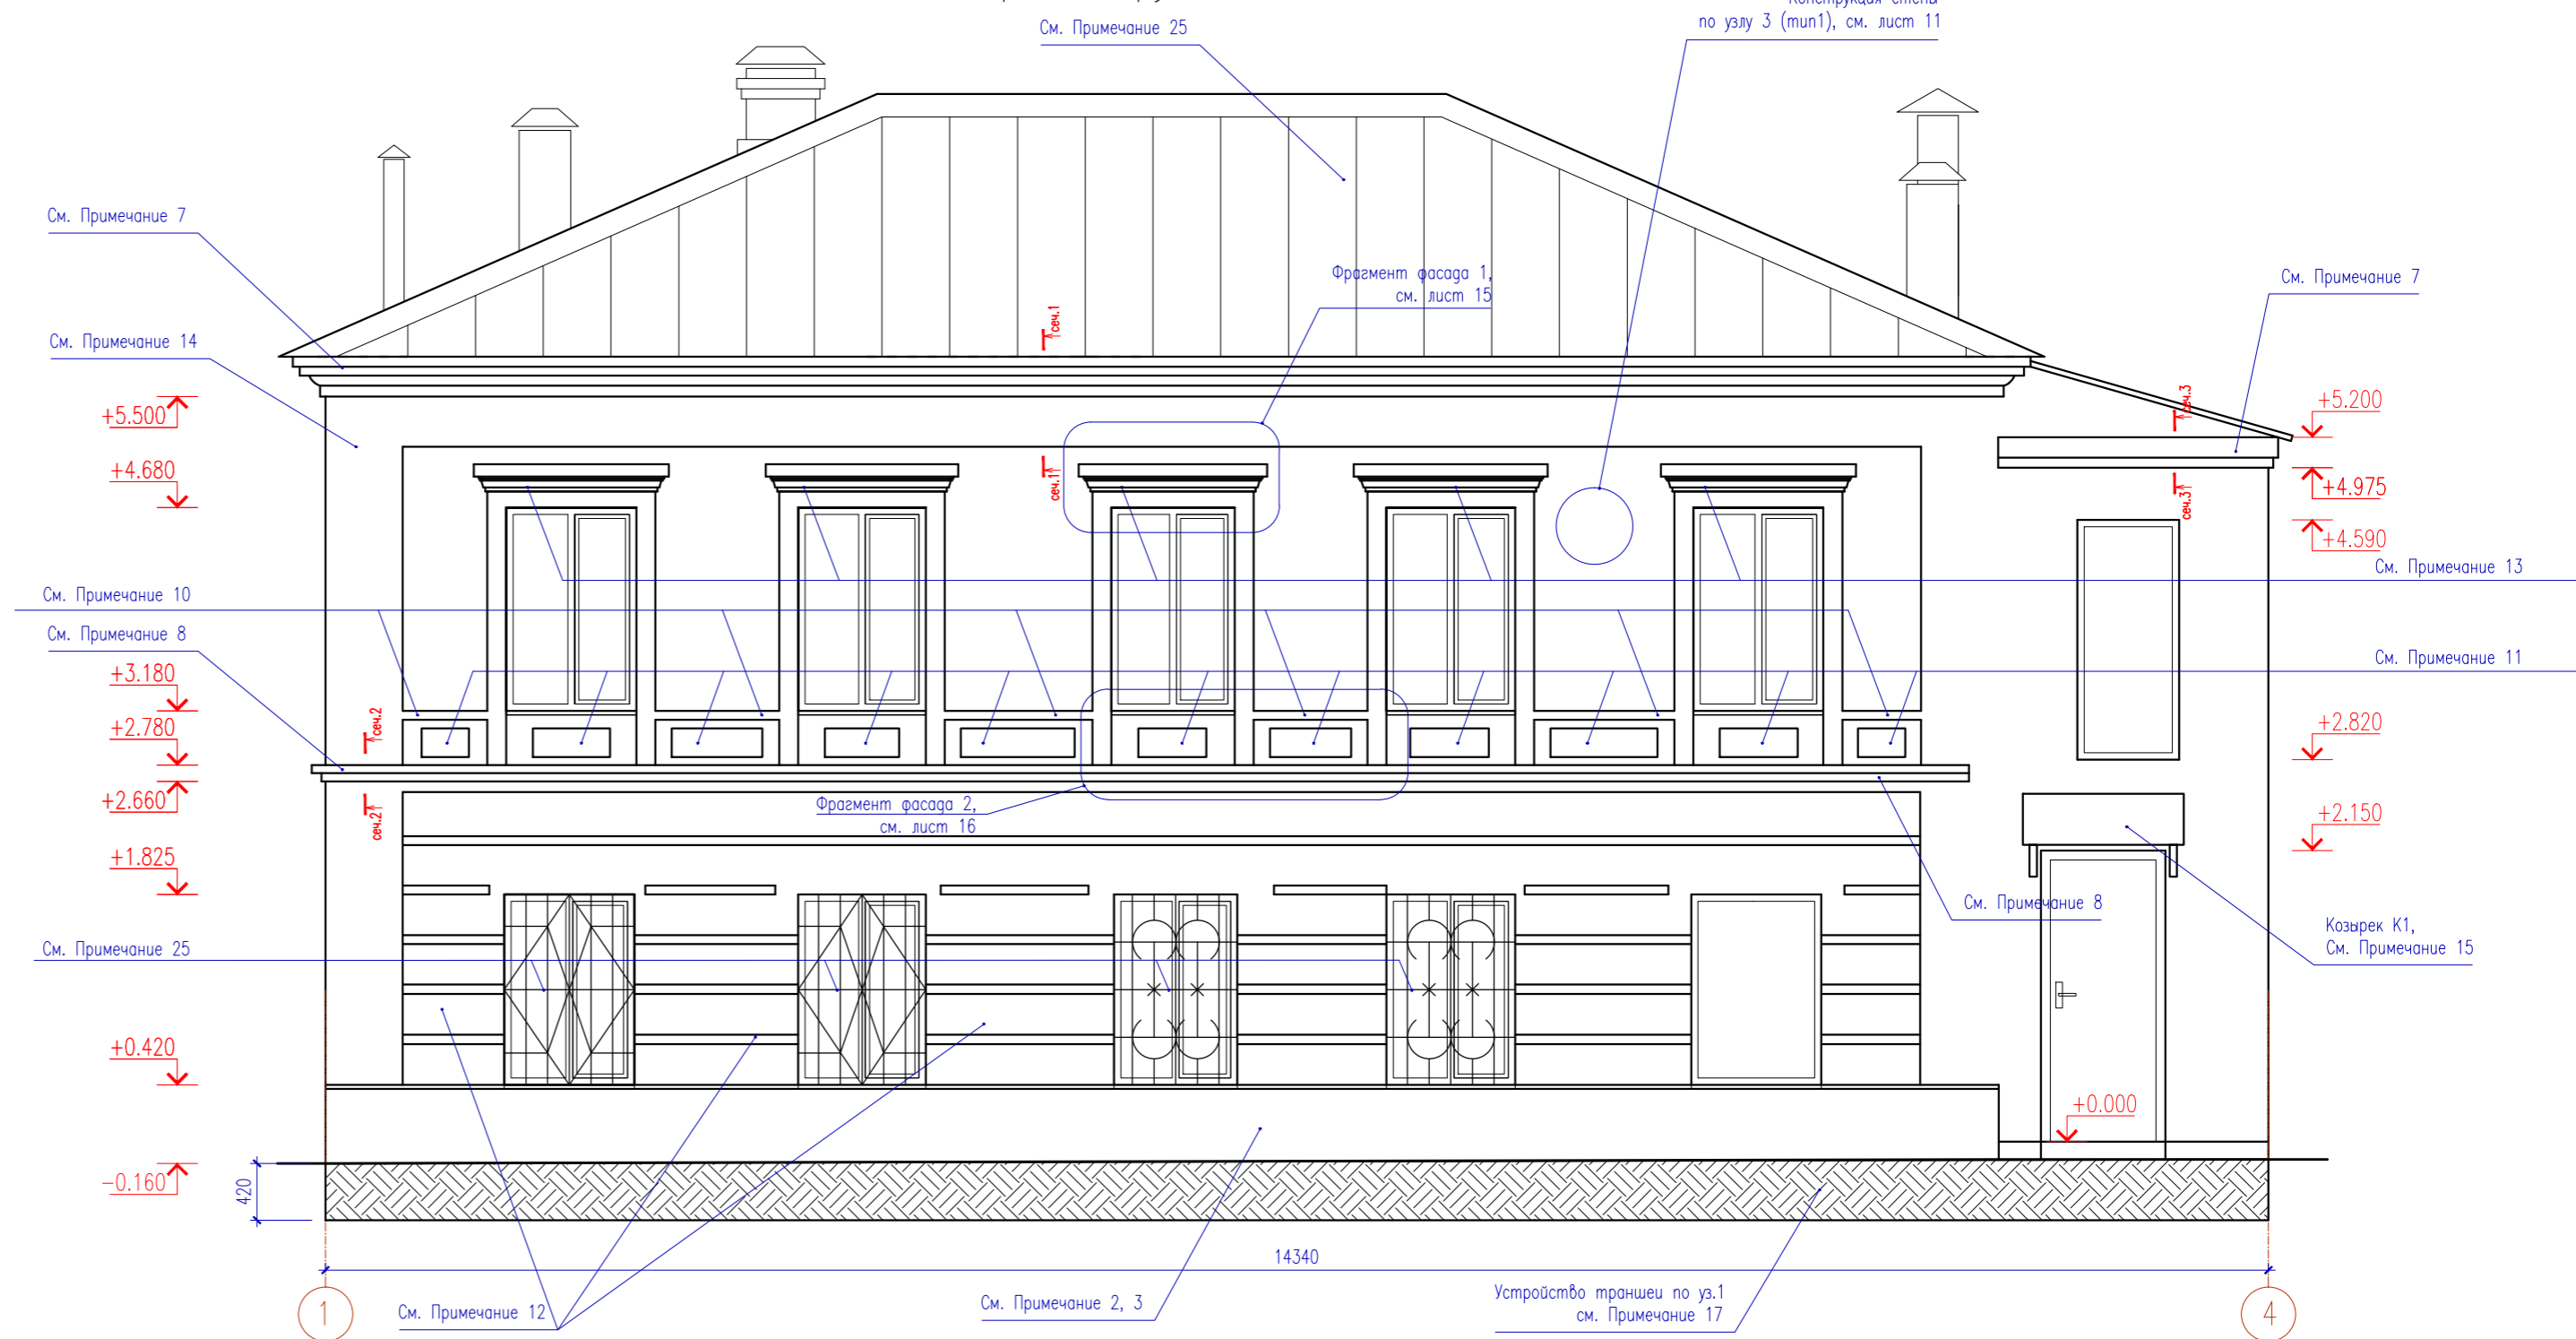 См. Примечание 25
по узлу 3 (тип1), см. лист 11
См. Примечание 7
Фрагмент фасада 1,
см. лист 15
См. Примечание 7
См. Примечание 14
сеч.1
сеч.3
+5.500
+5.200
+4.680
сеч.1
сеч.3
+4.975
+4.590
См. Примечание 13
См. Примечание 10
См. Примечание 8
См. Примечание 11
+3.180
сеч.2
+2.780
+2.820
+2.660
Фрагмент фасада 2,
см. лист 16
сеч.2
+2.150
+1.825
См. Примечание 8
Козырек К1,
См. Примечание 15
См. Примечание 25
+0.420
+0.000
-0.160
420
14340
1
См. Примечание 12
См. Примечание 2, 3
Устройство траншеи по уз.1
см. Примечание 17
4